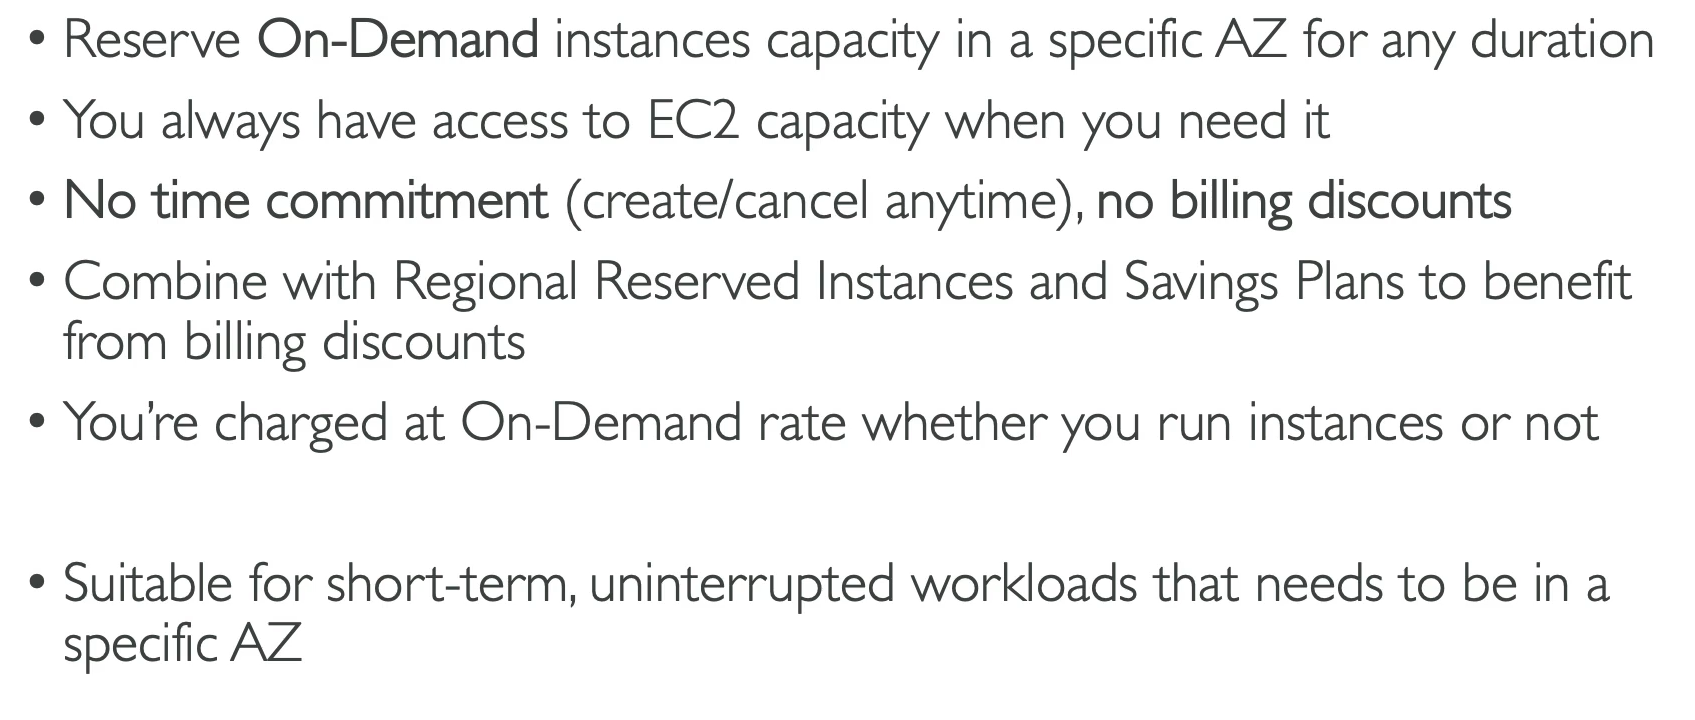 • Reserve On-Demand instances capacity in a specific AZ for any duration
• You always have access to EC2 capacity when you need it
• No time commitment (create/cancel anytime), no billing discounts
• Combine with Regional Reserved Instances and Savings Plans to benefit
from billing discounts
• You’re charged at On-Demand rate whether you run instances or not
• Suitable for short-term, uninterrupted workloads that needs to be in a
specific AZ